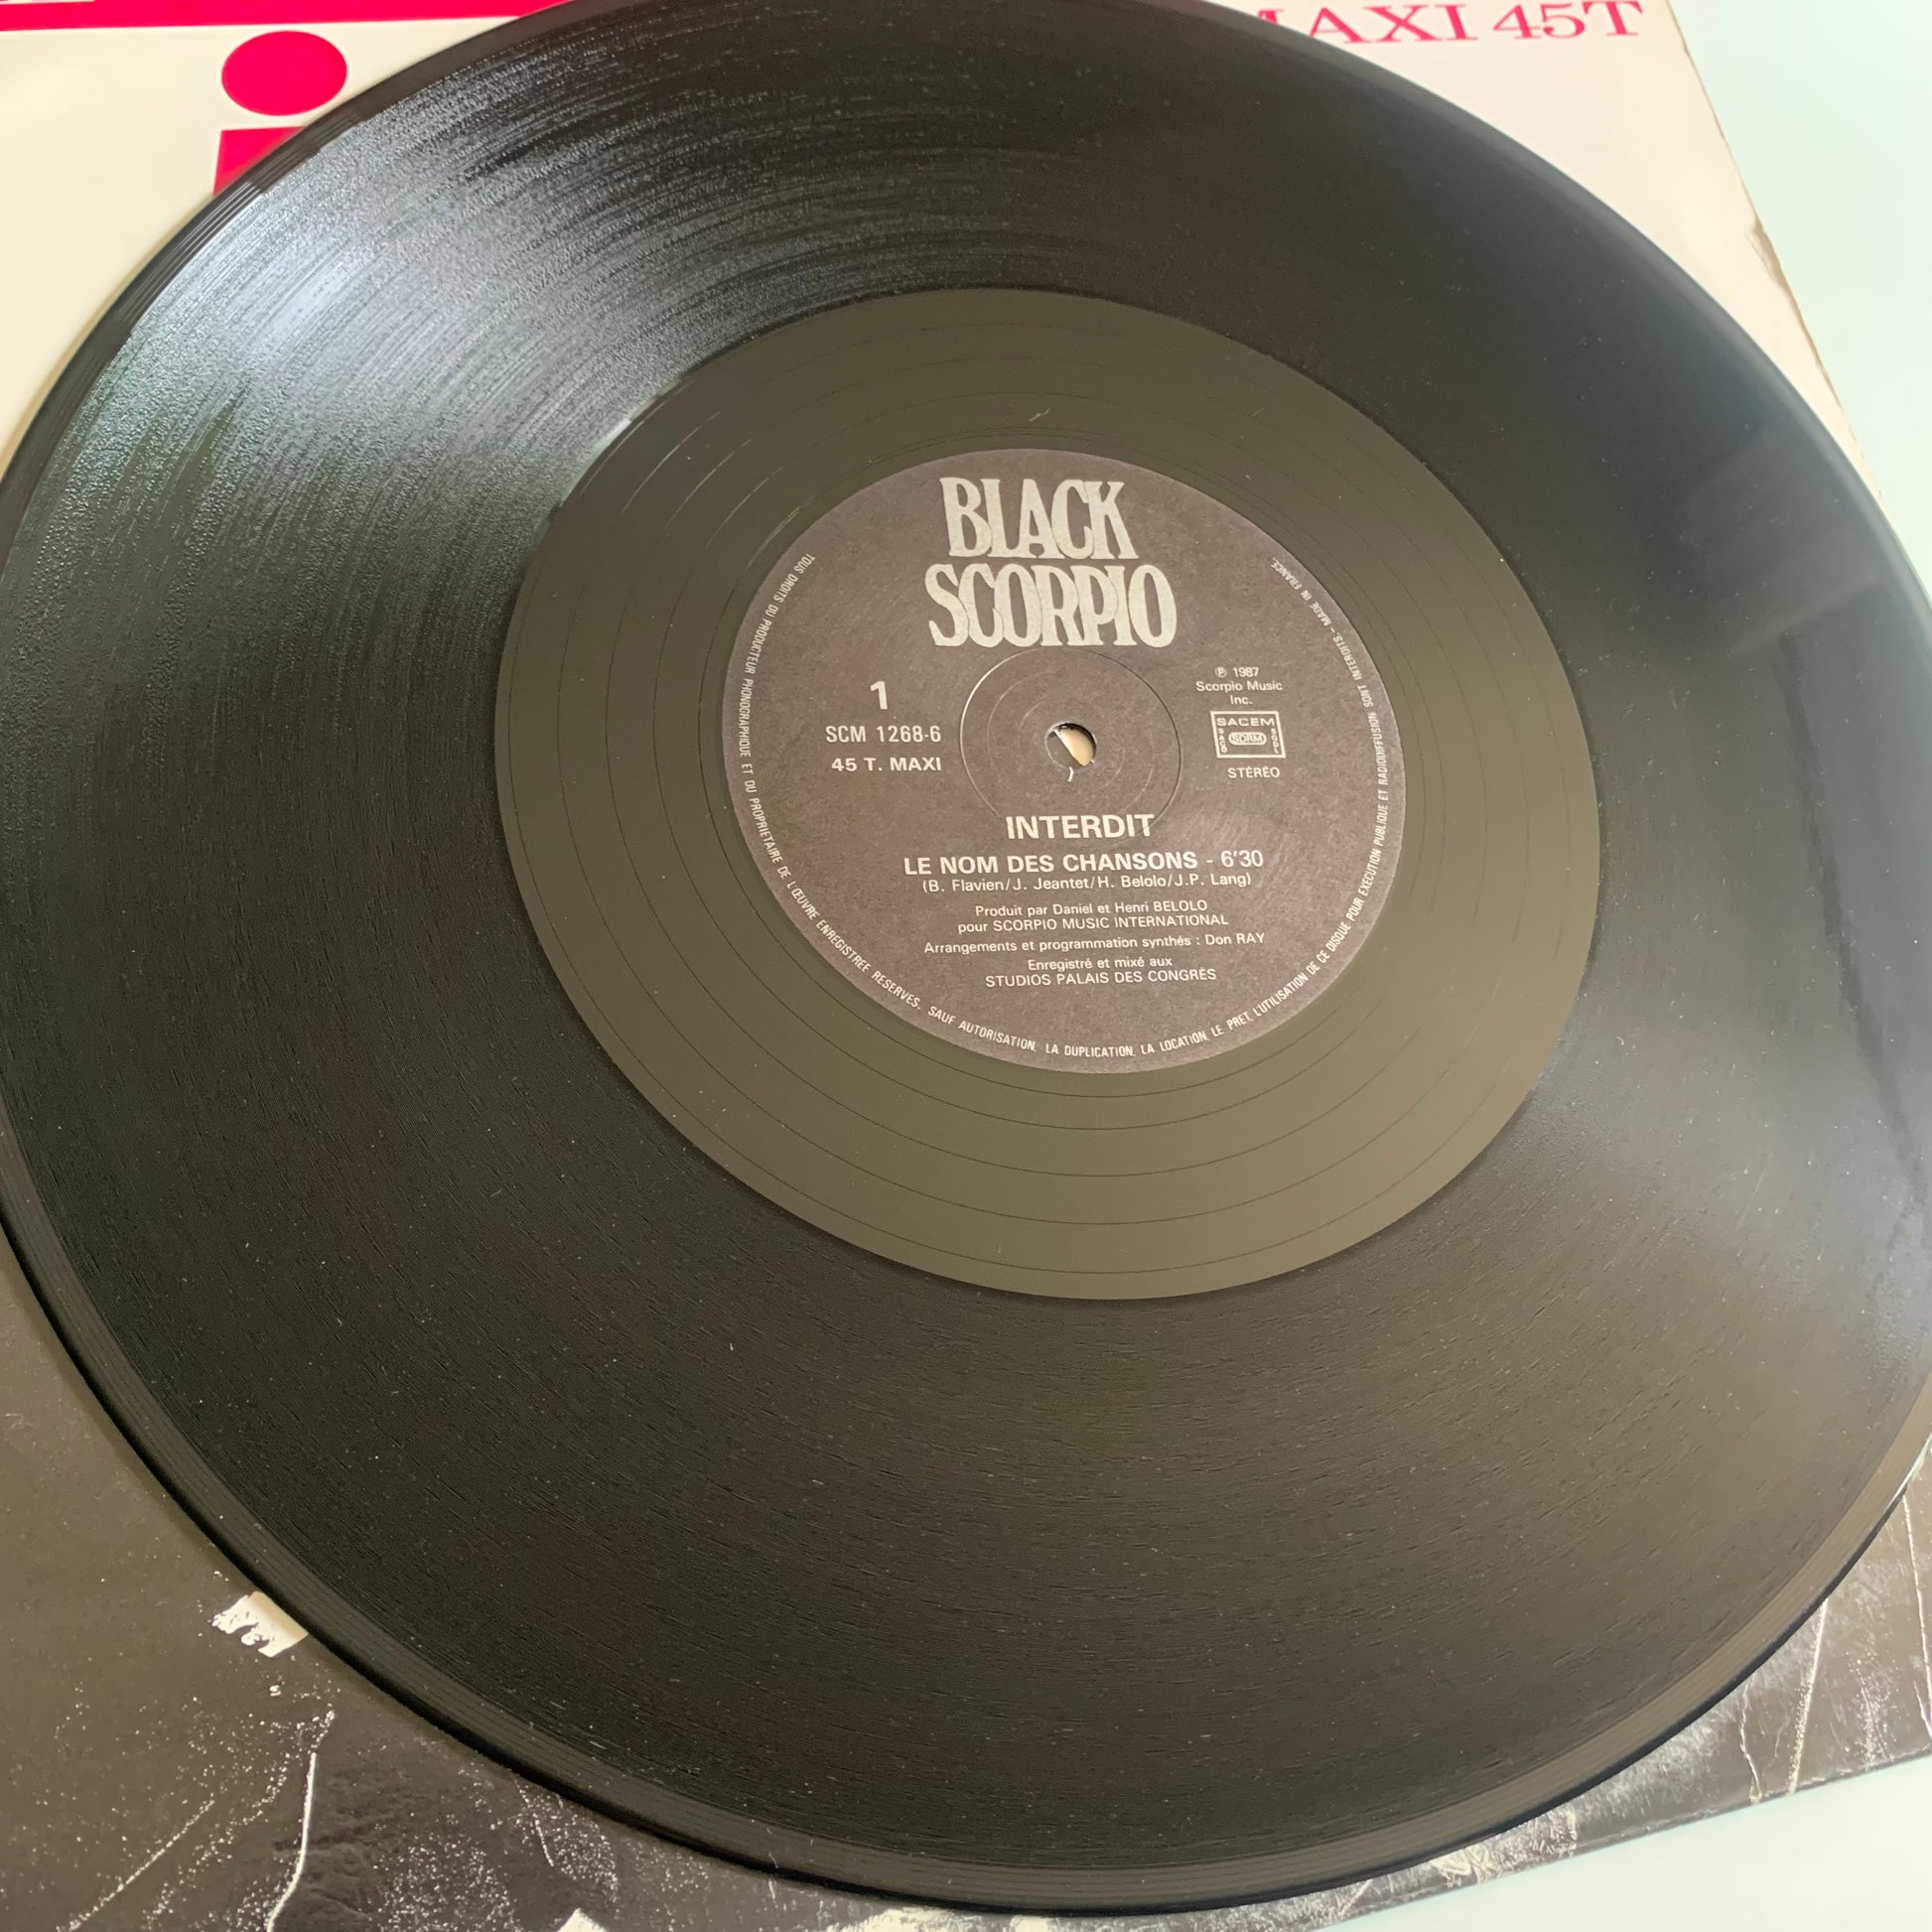 MAXI 45T
BLACK
SCORPIO
1
SCM 1268-6
45 T. MAXI
℗ 1987
Scorpio Music
Inc.
SACEM
SACD
SDRM
SGDL
STÉRÉO
INTERDIT
LE NOM DES CHANSONS - 6'30
(B. Flavien/J. Jeantet/H. Belolo/J.P. Lang)
Produit par Daniel et Henri BELOLO
pour SCORPIO MUSIC INTERNATIONAL
Arrangements et programmation synthés : Don RAY
Enregistré et mixé aux
STUDIOS PALAIS DES CONGRÈS
TOUS DROITS DU PRODUCTEUR PHONOGRAPHIQUE ET DU PROPRIETAIRE DE L'ŒUVRE ENREGISTREE RESERVES. SAUF AUTORISATION, LA DUPLICATION, LA LOCATION, LE PRET, L'UTILISATION DE CE DISQUE POUR EXECUTION PUBLIQUE ET RADIODIFFUSION SONT INTERDITS. - MADE IN FRANCE.